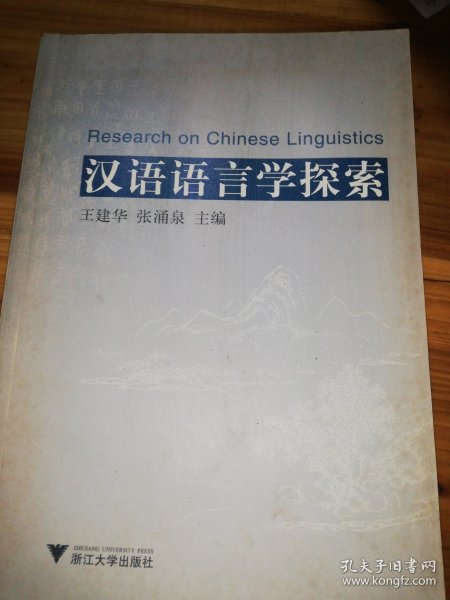 Research on Chinese Linguistics
汉语语言学探索
王建华 张涌泉 主编
ZHEJIANG UNIVERSITY PRESS
浙江大学出版社
孔夫子旧书网
www.kongfz.com